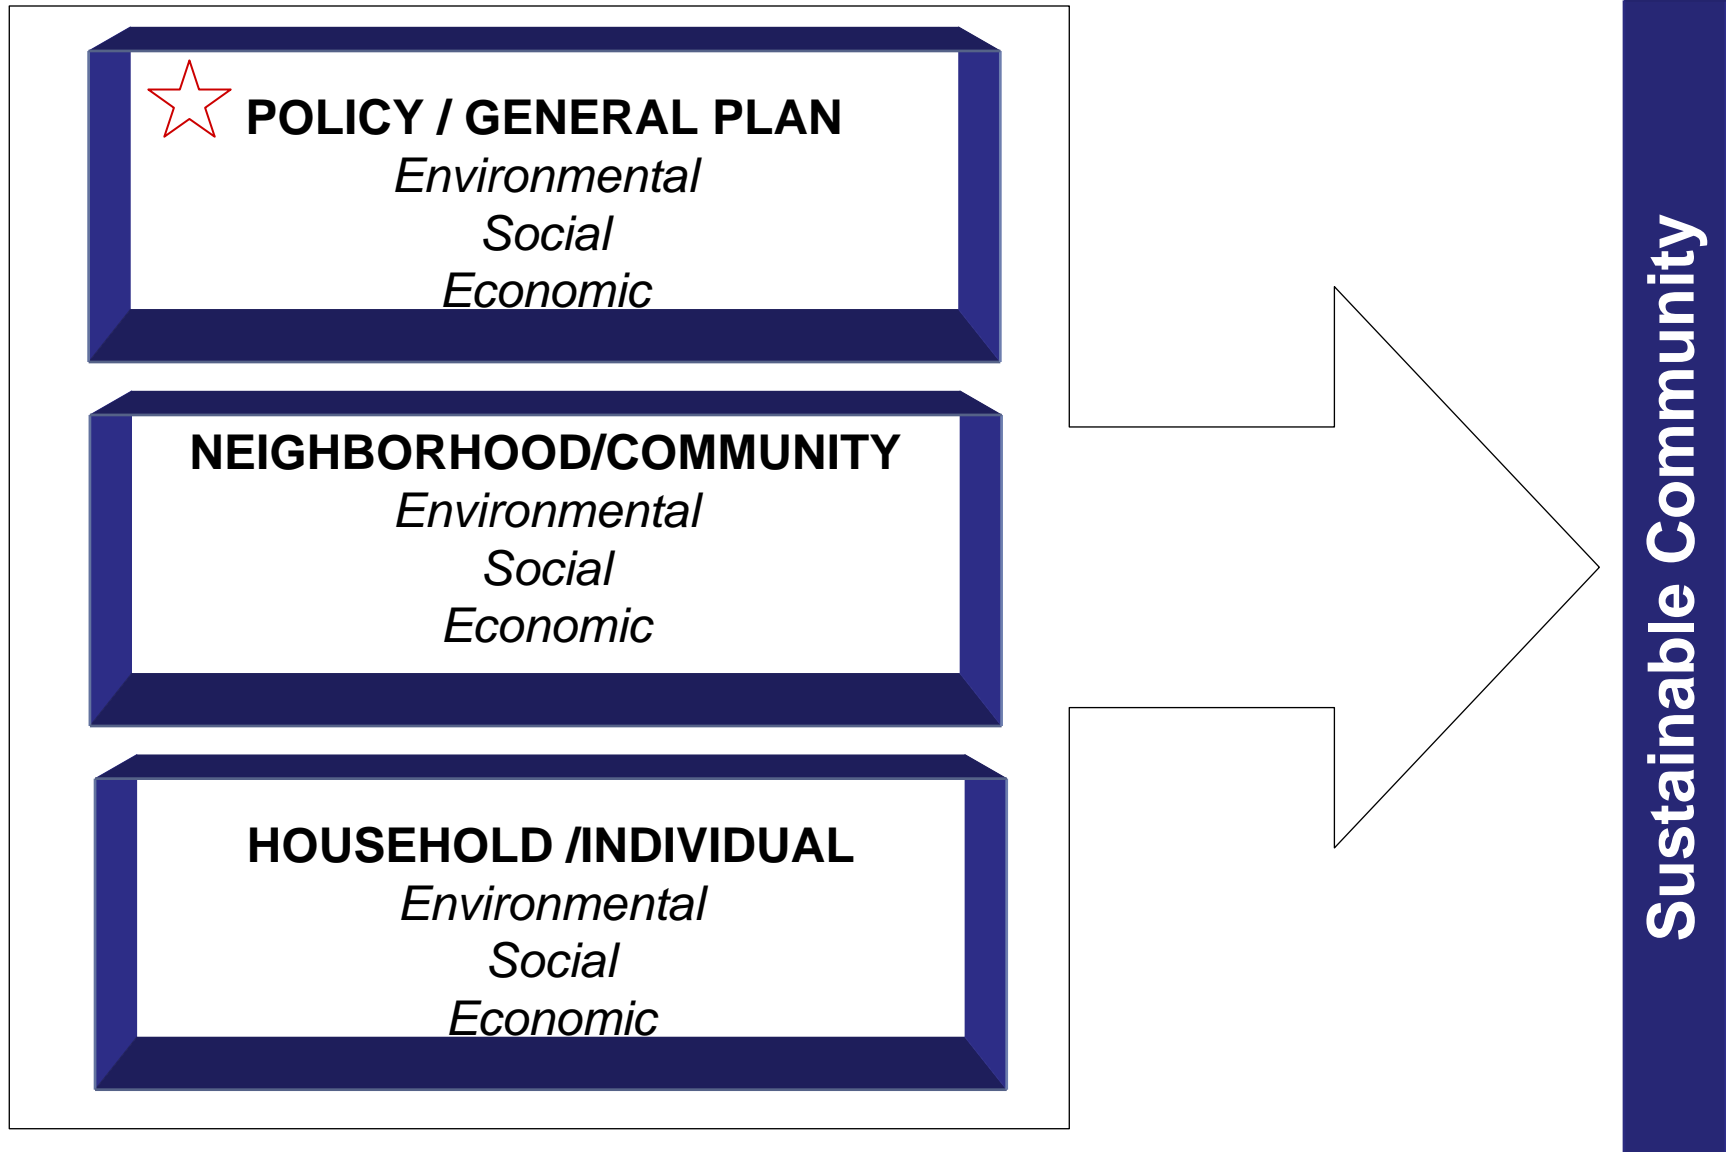 POLICY / GENERAL PLAN
Environmental
Social
Economic
NEIGHBORHOOD/COMMUNITY
Environmental
Social
Economic
HOUSEHOLD /INDIVIDUAL
Environmental
Social
Economic
Sustainable Community